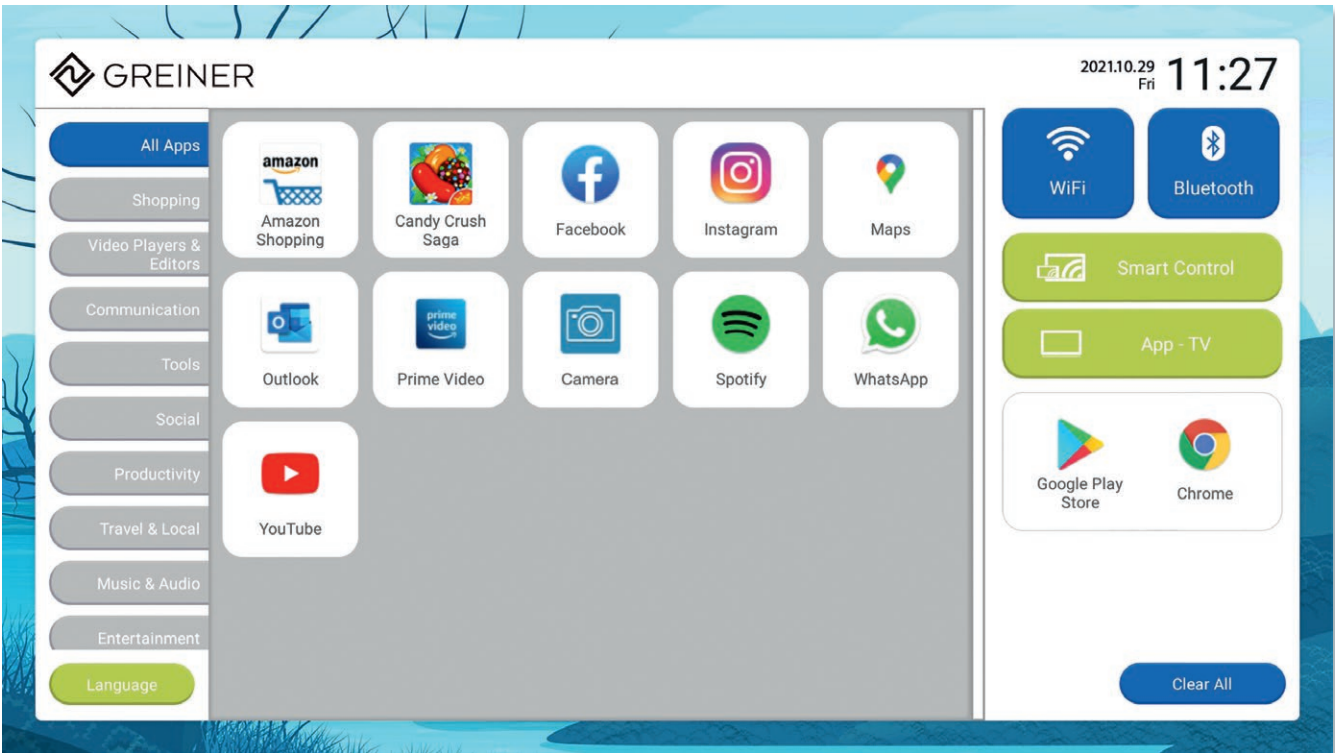 GREINER
2021.10.29
Fri
11:27
All Apps
Shopping
Video Players &
Editors
Communication
Tools
Social
Productivity
Travel & Local
Music & Audio
Entertainment
Language
amazon
Amazon
Shopping
Candy Crush
Saga
Facebook
Instagram
Maps
Outlook
prime
video
Prime Video
Camera
Spotify
WhatsApp
YouTube
WiFi
Bluetooth
Smart Control
App - TV
Google Play
Store
Chrome
Clear All